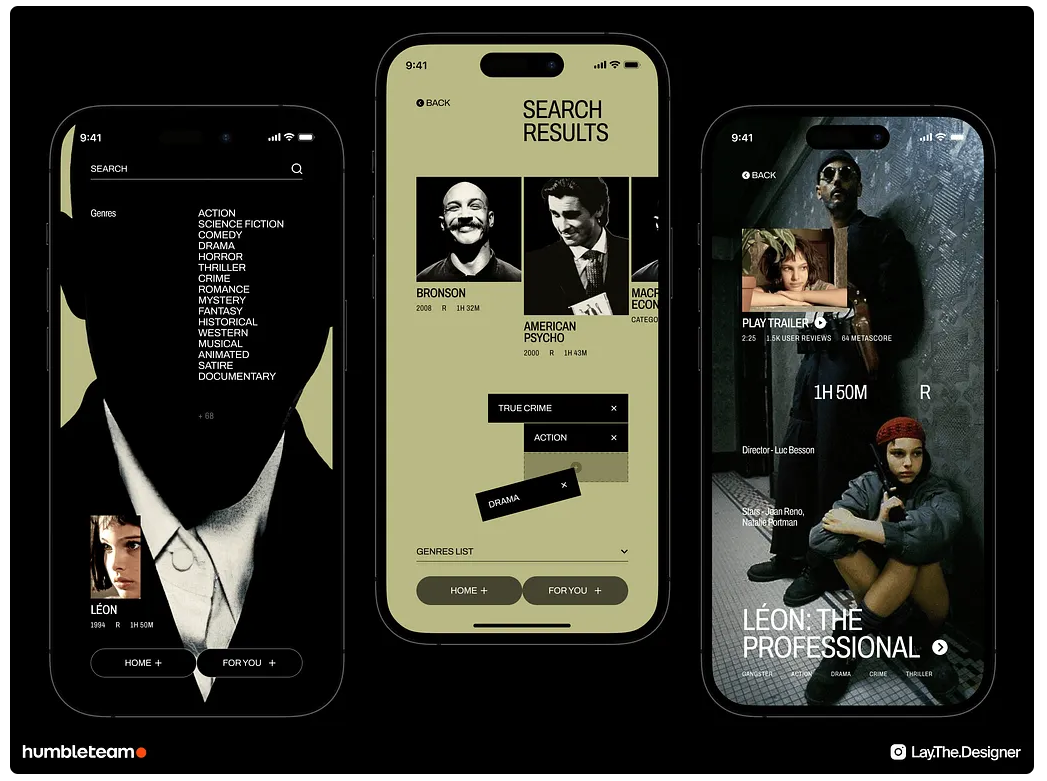 9:41
SEARCH
Genres
ACTION
SCIENCE FICTION
COMEDY
DRAMA
HORROR
THRILLER
CRIME
ROMANCE
MYSTERY
FANTASY
HISTORICAL
WESTERN
MUSICAL
ANIMATED
SATIRE
DOCUMENTARY
+ 68
LÉON
1994 R 1H 50M
HOME +
FOR YOU +
9:41
BACK
SEARCH
RESULTS
BRONSON
2008 R 1H 32M
AMERICAN
PSYCHO
2000 R 1H 43M
ECON
CATEGO
TRUE CRIME ×
ACTION ×
DRAMA ×
GENRES LIST
HOME +
FOR YOU +
9:41
BACK
PLAY TRAILER
2:25 1.5K USER REVIEWS 64 METASCORE
1H 50M R
Director - Luc Besson
Stars - Jean Reno,
Natalie Portman
LÉON: THE
PROFESSIONAL
GANGSTER ACTION DRAMA CRIME THRILLER
humbleteam
Lay.The.Designer